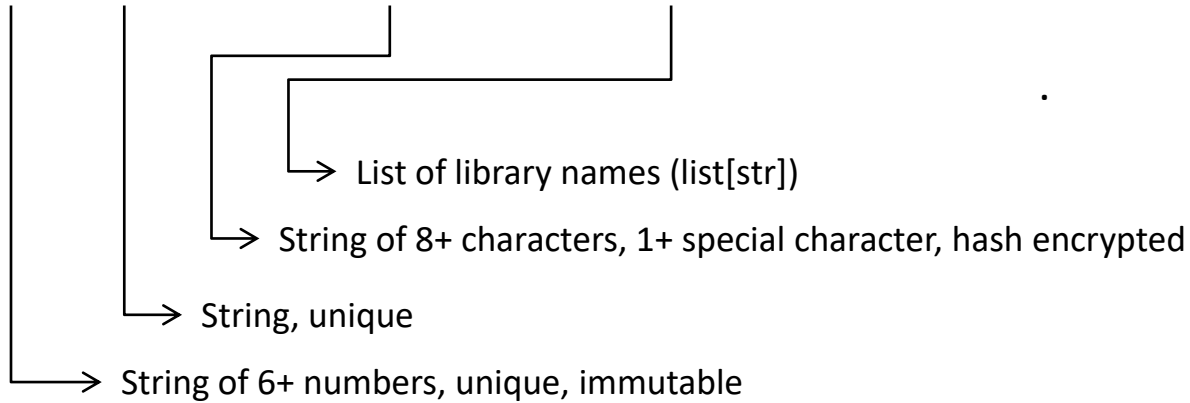 List of library names (list[str])
String of 8+ characters, 1+ special character, hash encrypted
String, unique
String of 6+ numbers, unique, immutable